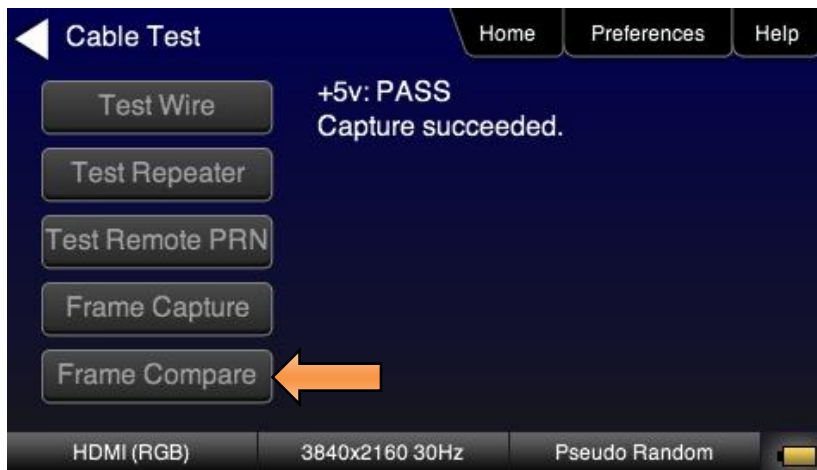 Cable Test
Home
Preferences
Help
Test Wire
Test Repeater
Test Remote PRN
Frame Capture
Frame Compare
+5v: PASS
Capture succeeded.
HDMI (RGB)
3840x2160 30Hz
Pseudo Random